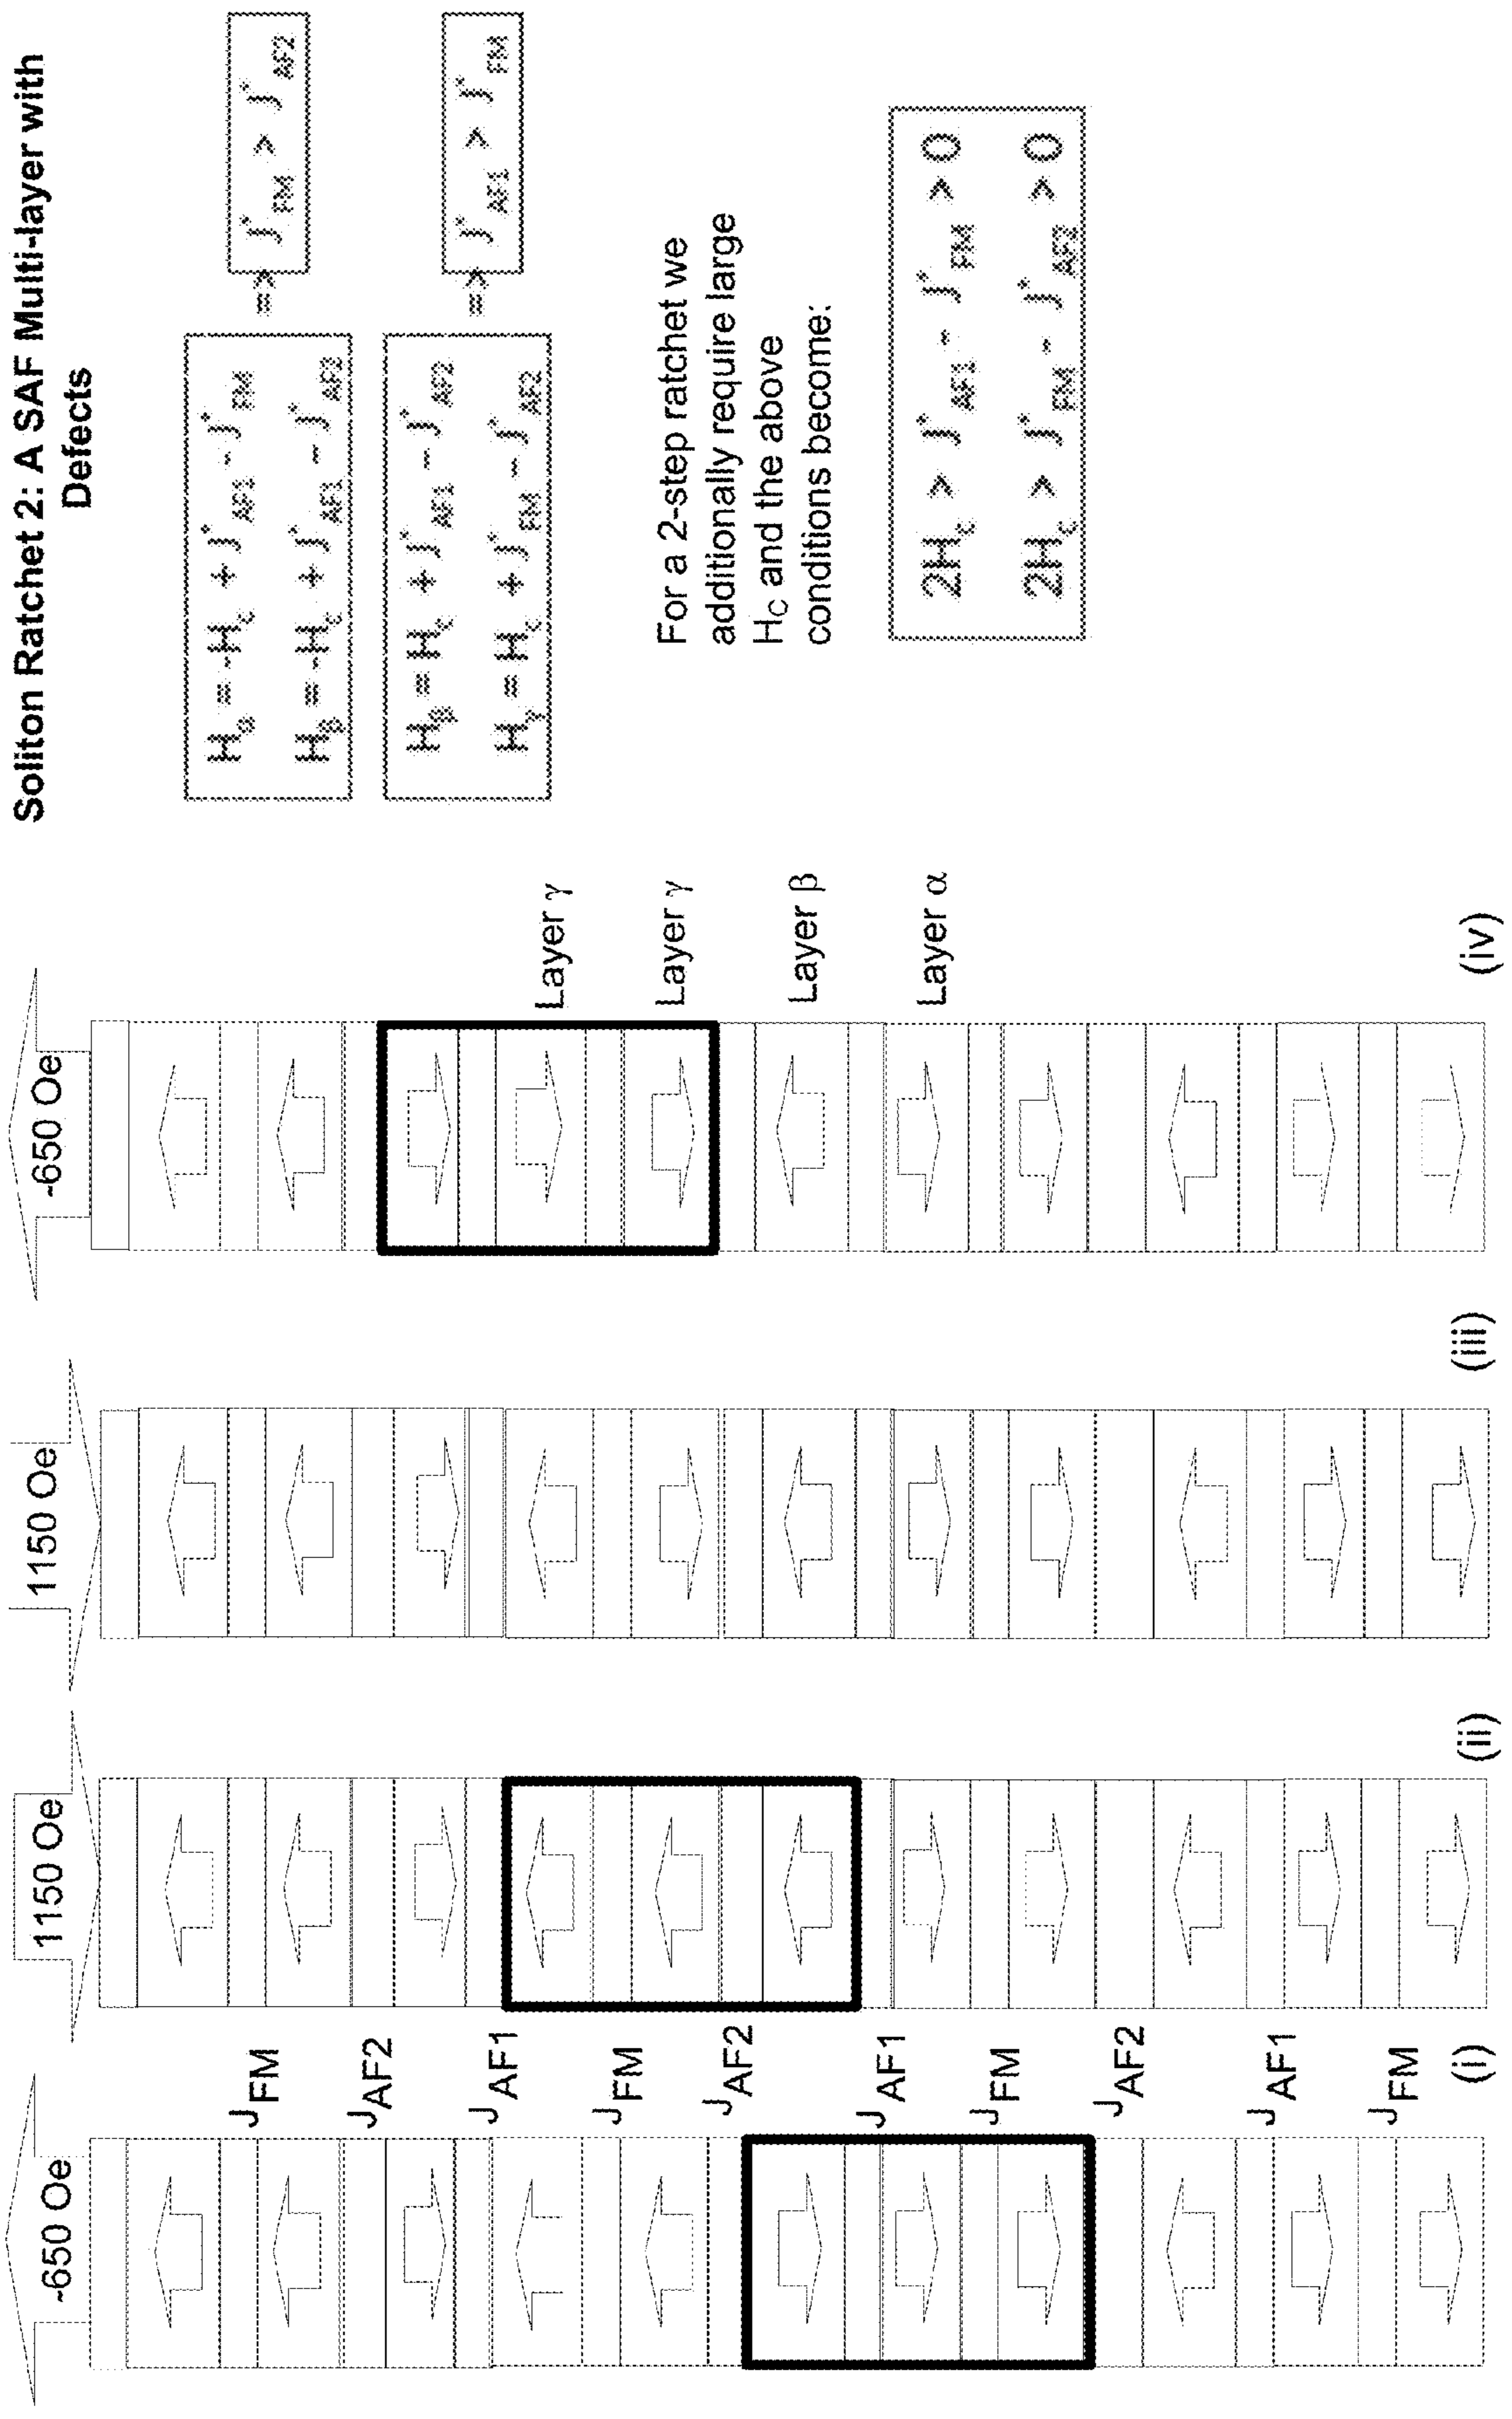 Soliton Ratchet 2: A SAF Multi-layer with
Defects
-650 Oe
1150 Oe
1150 Oe
-650 Oe
J_FM
J_AF2
J_AF1
J_FM
J_AF2
J_AF1
J_FM
J_AF2
J_AF1
J_FM
Layer γ
Layer γ
Layer β
Layer α
(i)
(ii)
(iii)
(iv)
H_α = -H_c + J*_AF1 - J*_FM
H_β = -H_c + J*_AF1 - J*_AF2
=> J*_FM > J*_AF2
H_β = H_c + J*_AF1 - J*_AF2
H_γ = H_c + J*_FM - J*_AF2
=> J*_AF1 > J*_FM
For a 2-step ratchet we
additionally require large
H_C and the above
conditions become:
2H_c > J*_AF1 - J*_FM > 0
2H_c > J*_FM - J*_AF2 > 0